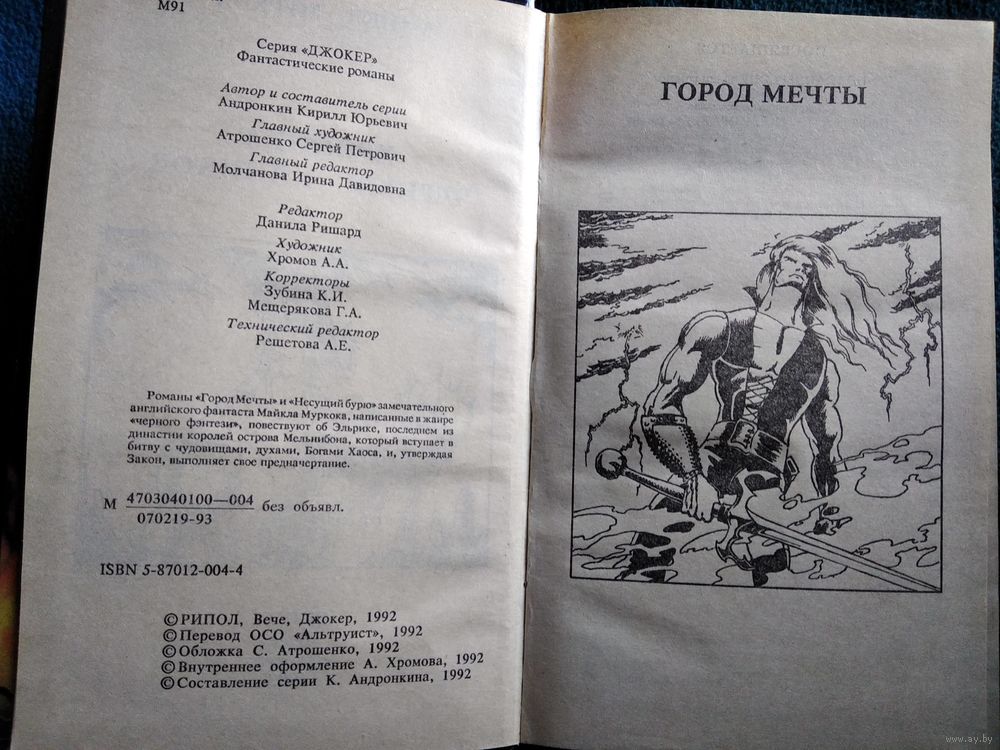 М91
Серия «ДЖОКЕР»
Фантастические романы
Автор и составитель серии
Андронкин Кирилл Юрьевич
Главный художник
Атрошенко Сергей Петрович
Главный редактор
Молчанова Ирина Давидовна
Редактор
Данила Ришард
Художник
Хромов А.А.
Корректоры
Зубина К.И.
Мещерякова Г.А.
Технический редактор
Решетова А.Е.
Романы «Город Мечты» и «Несущий бурю» замечательного
английского фантаста Майкла Муркока, написанные в жанре
“черного фэнтези”, повествуют об Эльрике, последнем из
династии королей острова Мельнибона, который вступает в
битву с чудовищами, духами, Богами Хаоса, и, утверждая
Закон, выполняет свое предначертание.
М 4703040100—004 без объявл.
070219-93
ISBN 5-87012-004-4
©РИПОЛ, Вече, Джокер, 1992
©Перевод ОСО «Альтруист», 1992
©Обложка С. Атрошенко, 1992
©Внутреннее оформление А. Хромова, 1992
©Составление серии К. Андронкина, 1992
ГОРОД МЕЧТЫ
www.ay.by